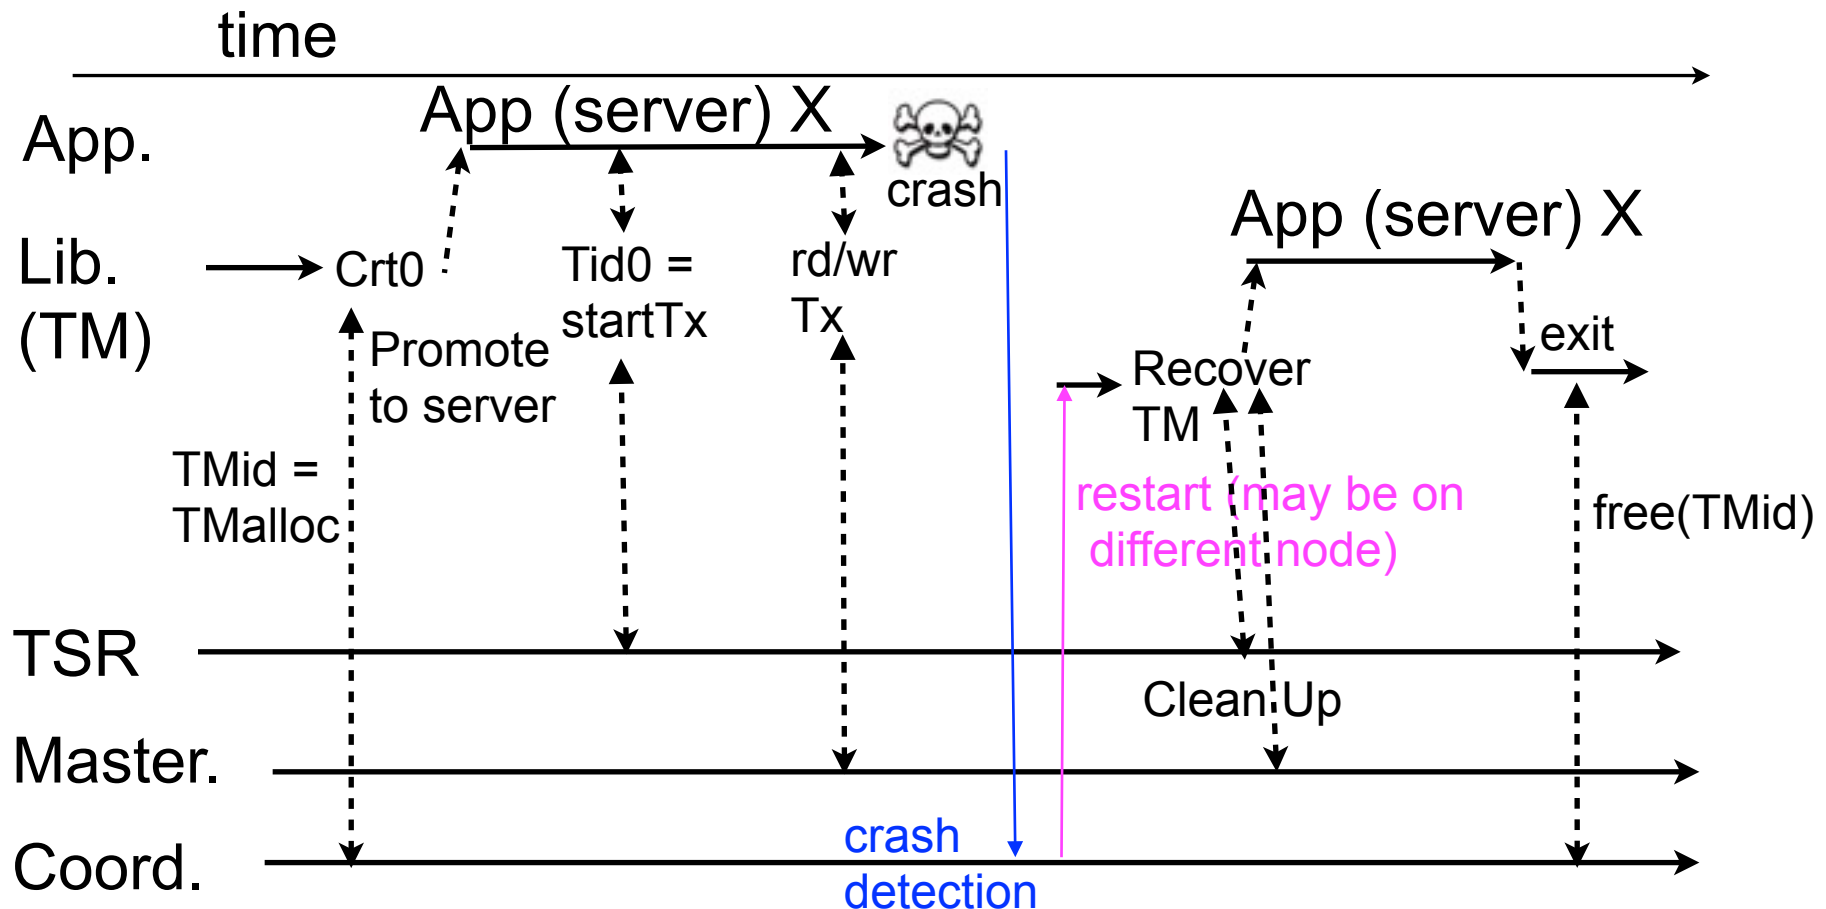 time
App (server) X
App.
crash
App (server) X
Lib.
(TM)
Crt0
Tid0 =
startTx
rd/wr
Tx
Promote
to server
exit
Recover
TM
TMid =
TMalloc
restart (may be on
different node)
free(TMid)
TSR
Clean Up
Master.
Coord.
crash
detection